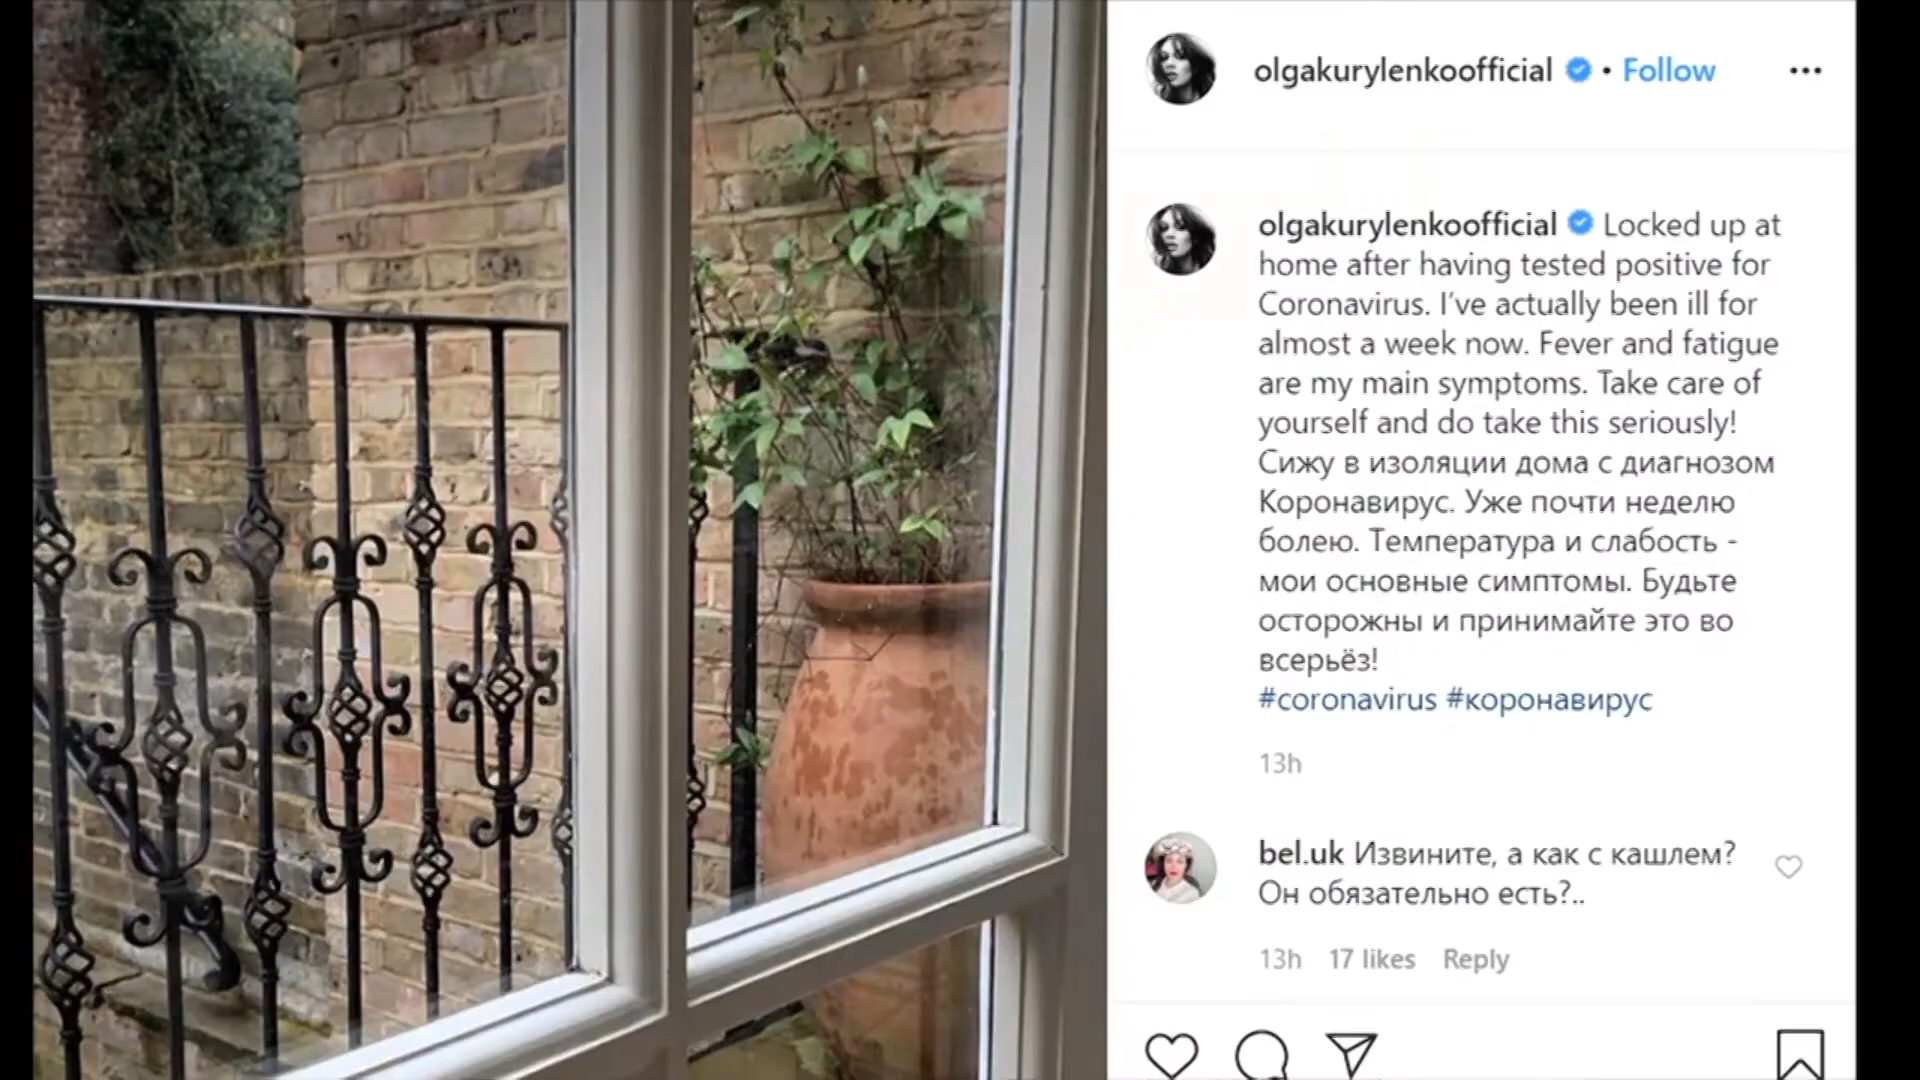 olgakurylenkoofficial • Follow
olgakurylenkoofficial Locked up at
home after having tested positive for
Coronavirus. I've actually been ill for
almost a week now. Fever and fatigue
are my main symptoms. Take care of
yourself and do take this seriously!
Сижу в изоляции дома с диагнозом
Коронавирус. Уже почти неделю
болею. Температура и слабость -
мои основные симптомы. Будьте
осторожны и принимайте это во
всерьёз!
#coronavirus #коронавирус
13h
bel.uk Извините, а как с кашлем?
Он обязательно есть?..
13h 17 likes Reply